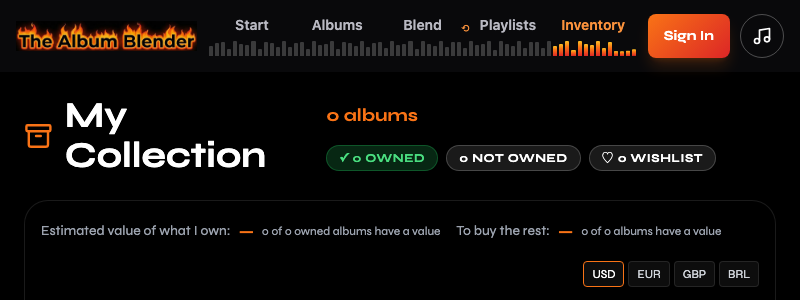 The Album Blender
Start Albums Blend Playlists Inventory
Sign In
My
Collection
0 albums
✓ 0 OWNED 0 NOT OWNED ♡ 0 WISHLIST
Estimated value of what I own: — 0 of 0 owned albums have a value To buy the rest: — 0 of 0 albums have a value
USD EUR GBP BRL